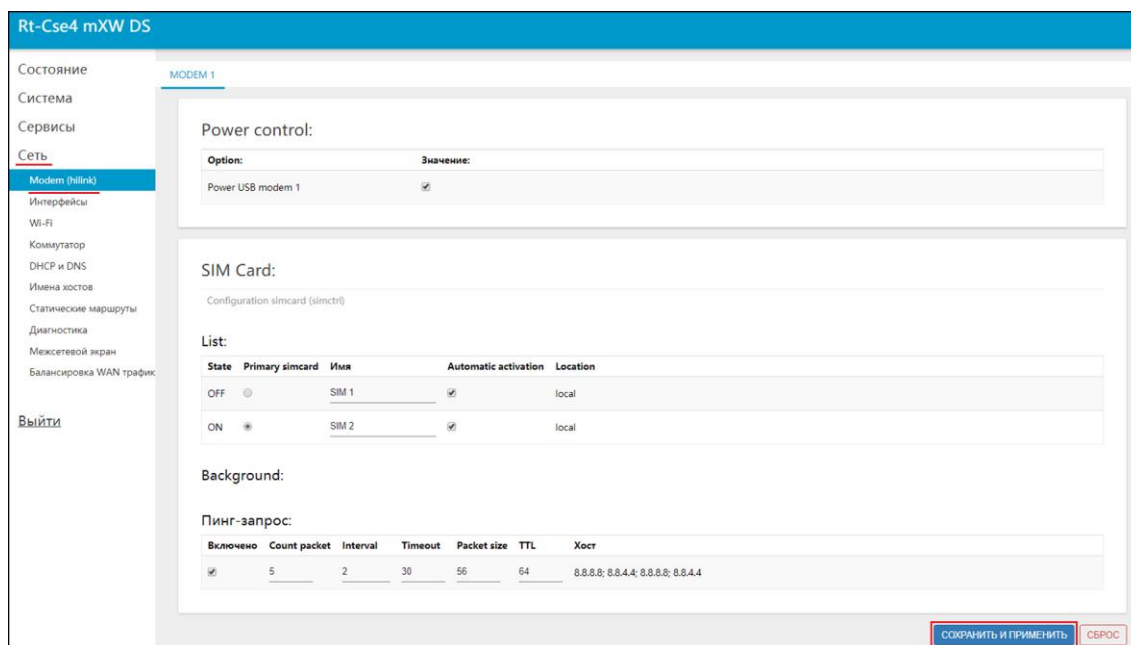 Rt-Cse4 mXW DS
Состояние
Система
Сервисы
Сеть
Modem (hilink)
Интерфейсы
Wi-Fi
Коммутатор
DHCP и DNS
Имена хостов
Статические маршруты
Диагностика
Межсетевой экран
Балансировка WAN трафик
Выйти
MODEM 1
Power control:
Option: Значение:
Power USB modem 1
SIM Card:
Configuration simcard (simctrl)
List:
State Primary simcard Имя Automatic activation Location
OFF SIM 1 local
ON SIM 2 local
Background:
Пинг-запрос:
Включено Count packet Interval Timeout Packet size TTL Хост
5 2 30 56 64 8.8.8.8; 8.8.4.4; 8.8.8.8; 8.8.4.4
СОХРАНИТЬ И ПРИМЕНИТЬ СБРОС